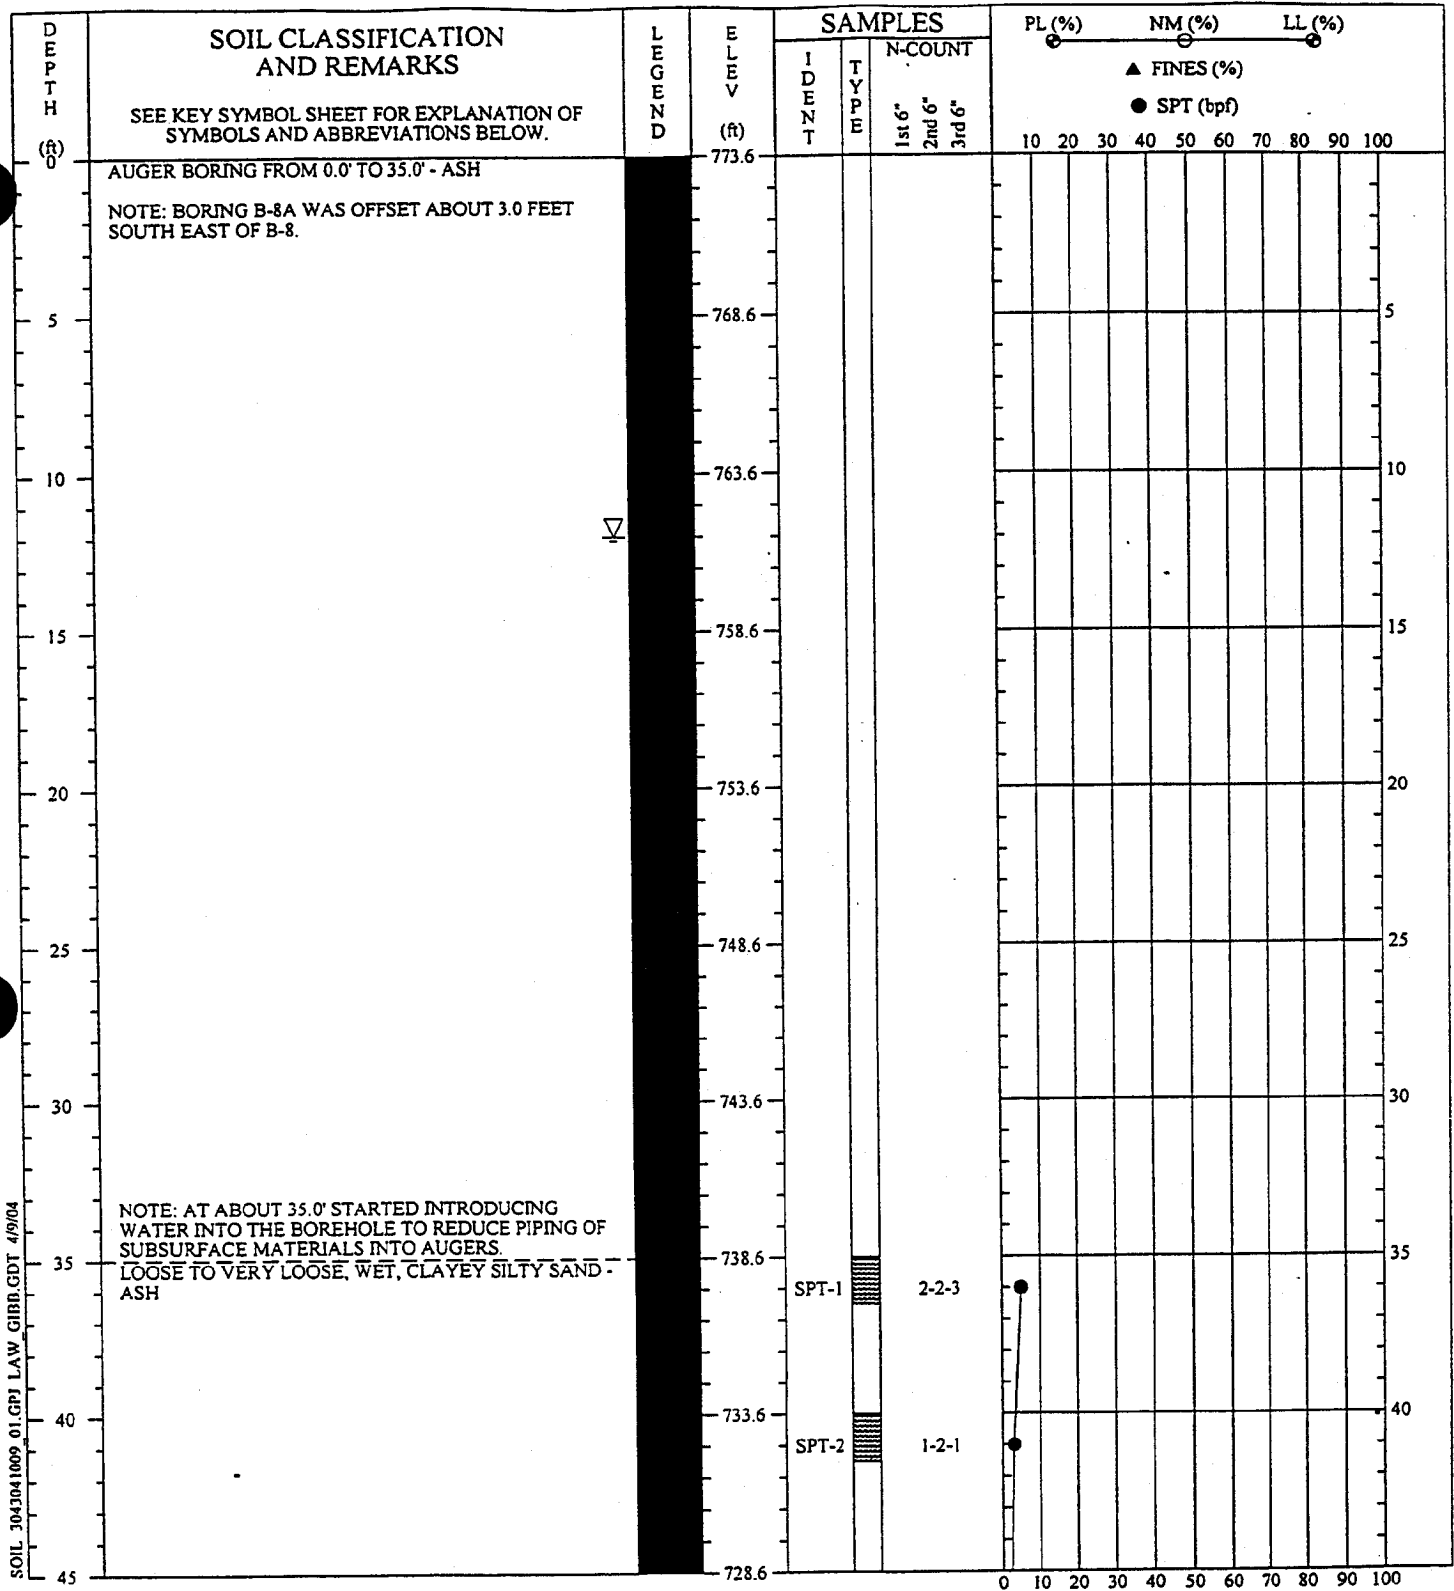 DEPTH
(ft)
SOIL CLASSIFICATION
AND REMARKS
SEE KEY SYMBOL SHEET FOR EXPLANATION OF
SYMBOLS AND ABBREVIATIONS BELOW.
LEGEND
ELEV
(ft)
SAMPLES
IDENT
TYPE
N-COUNT
1st 6"
2nd 6"
3rd 6"
PL (%) NM (%) LL (%)
▲ FINES (%)
● SPT (bpf)
10 20 30 40 50 60 70 80 90 100
0
773.6
AUGER BORING FROM 0.0' TO 35.0' - ASH
NOTE: BORING B-8A WAS OFFSET ABOUT 3.0 FEET
SOUTH EAST OF B-8.
5 768.6 5
10 763.6 10
15 758.6 15
20 753.6 20
25 748.6 25
30 743.6 30
NOTE: AT ABOUT 35.0' STARTED INTRODUCING
WATER INTO THE BOREHOLE TO REDUCE PIPING OF
SUBSURFACE MATERIALS INTO AUGERS.
35 738.6 35
LOOSE TO VERY LOOSE, WET, CLAYEY SILTY SAND -
ASH
SPT-1 2-2-3
40 733.6 40
SPT-2 1-2-1
45 728.6
0 10 20 30 40 50 60 70 80 90 100
SOIL 3043041009_01.GPJ LAW_GIBB.GDT 4/9/04